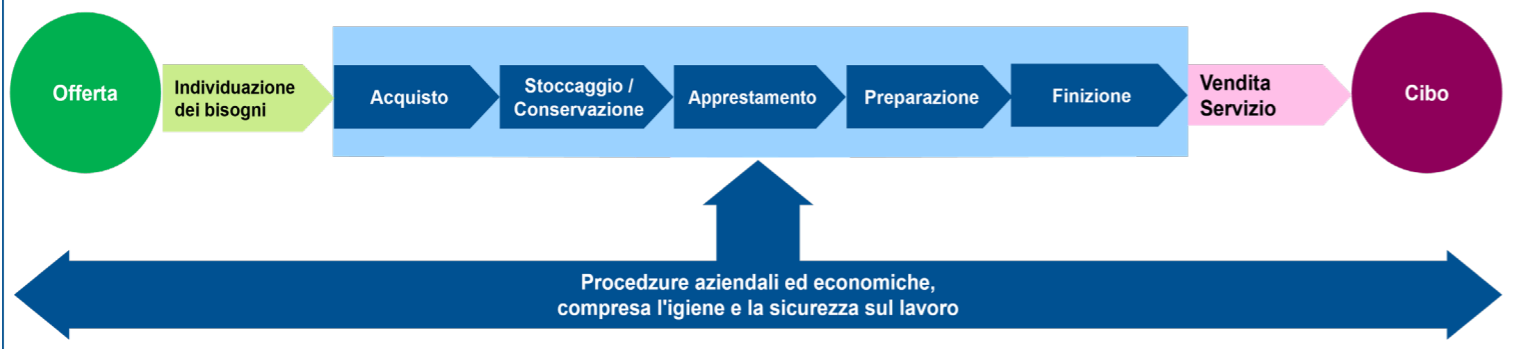 Offerta
Individuazione
dei bisogni
Acquisto
Stoccaggio /
Conservazione
Apprestamento
Preparazione
Finizione
Vendita
Servizio
Cibo
Procedzure aziendali ed economiche,
compresa l'igiene e la sicurezza sul lavoro